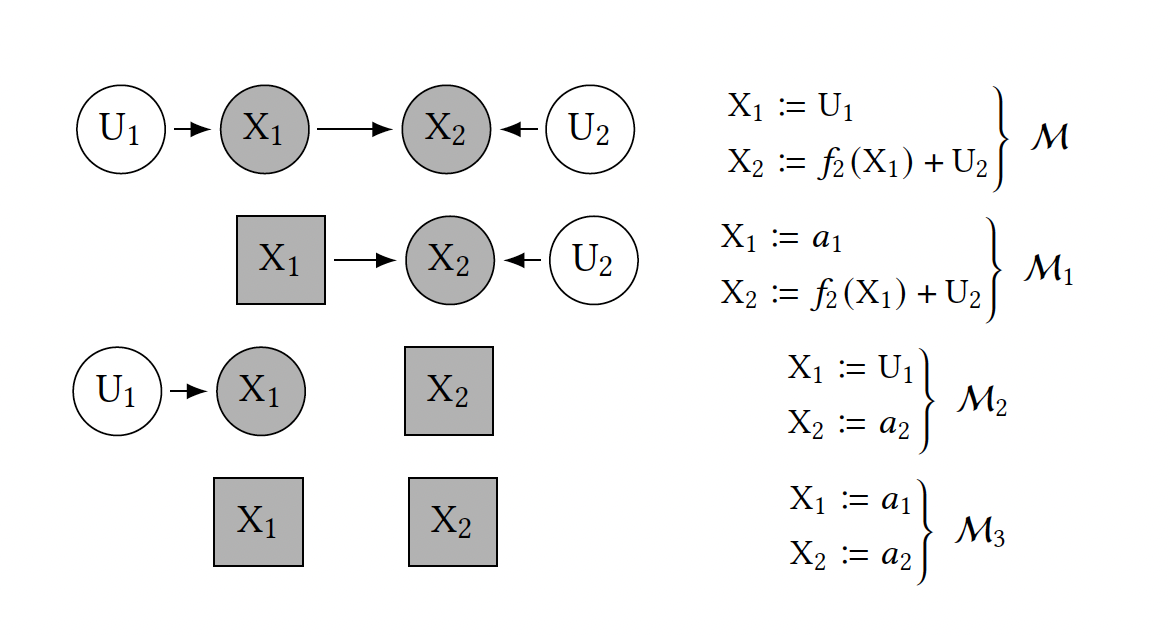 U₁ X₁ X₂ U₂ X₁ := U₁
X₂ := f₂(X₁) + U₂ ℳ
X₁ X₂ U₂ X₁ := a₁
X₂ := f₂(X₁) + U₂ ℳ₁
U₁ X₁ X₂ X₁ := U₁
X₂ := a₂ ℳ₂
X₁ X₂ X₁ := a₁
X₂ := a₂ ℳ₃